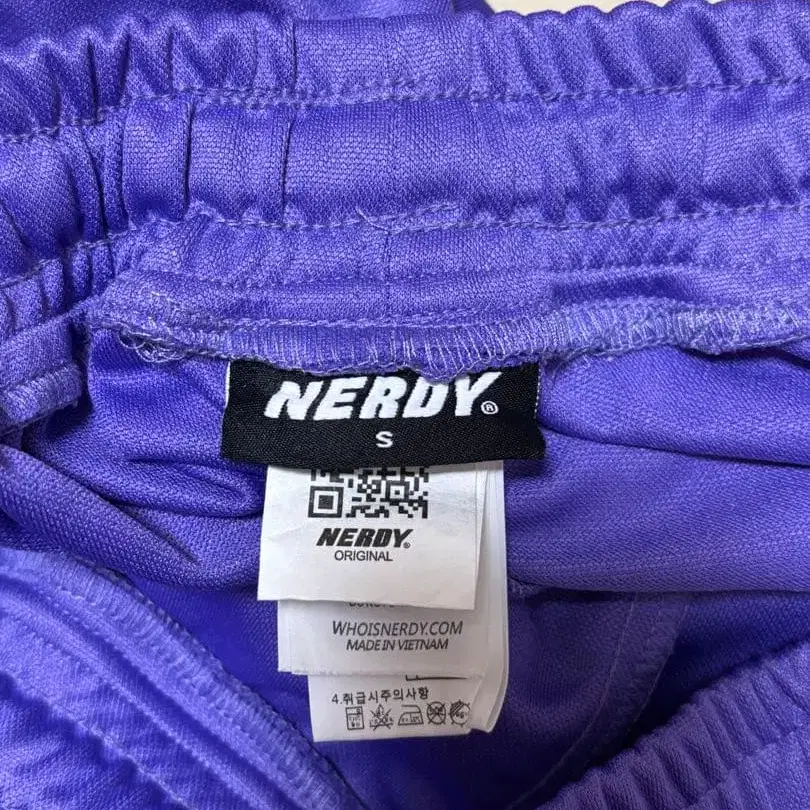 NERDY®
S
NERDY®
ORIGINAL
WHOISNERDY.COM
MADE IN VIETNAM
4.취급시주의사항